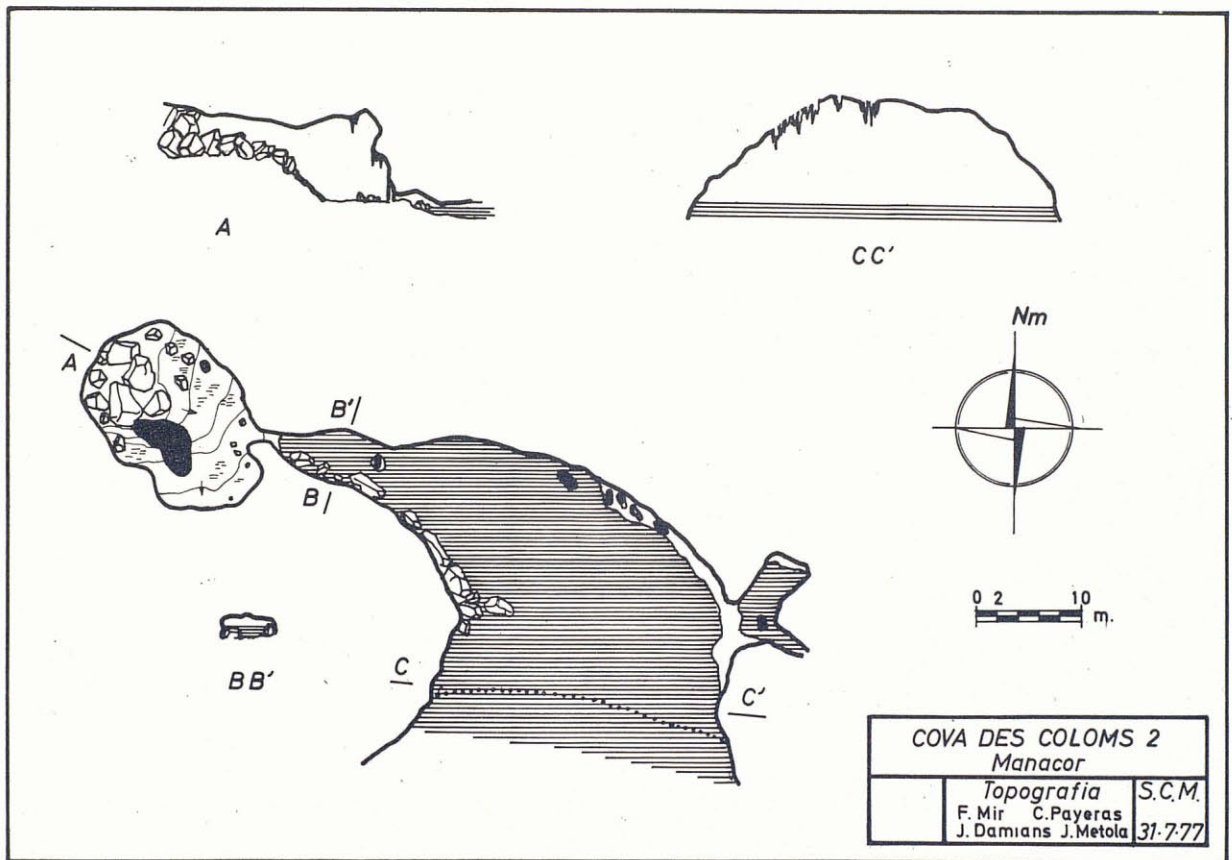 A
CC'
Nm
A
B'
B
0 2 10
m.
BB'
C
C'
COVA DES COLOMS 2
Manacor
Topografia
F. Mir C. Payeras
J. Damians J. Metola
S.C.M.
31-7-77